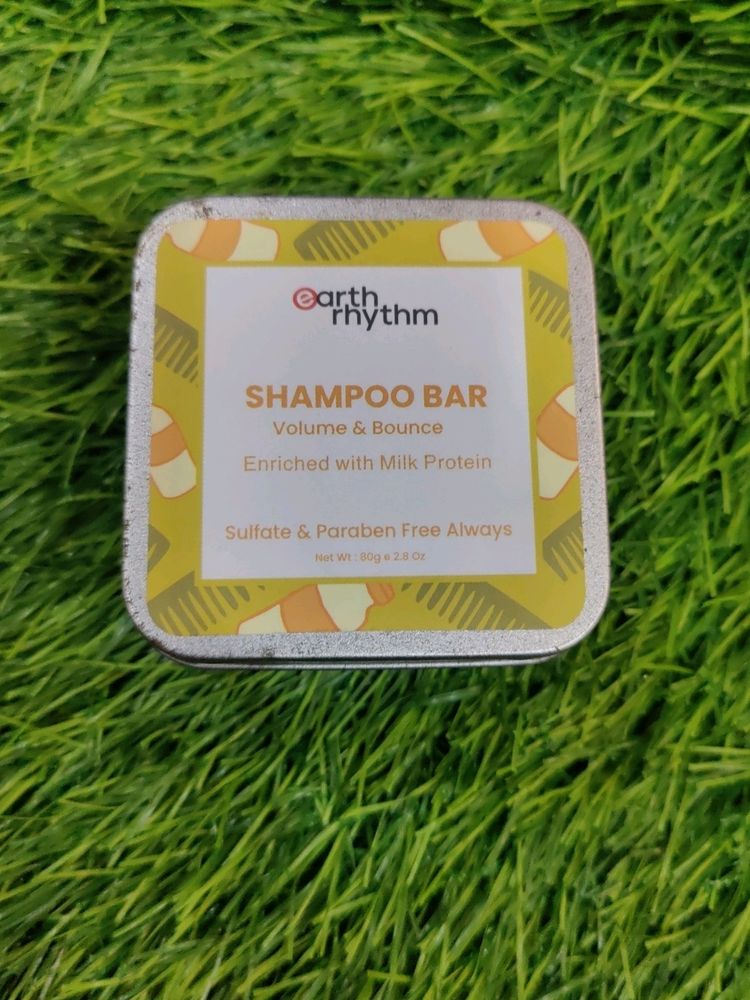 earth
rhythm
SHAMPOO BAR
Volume & Bounce
Enriched with Milk Protein
Sulfate & Paraben Free Always
Net Wt : 80g e 2.8 Oz